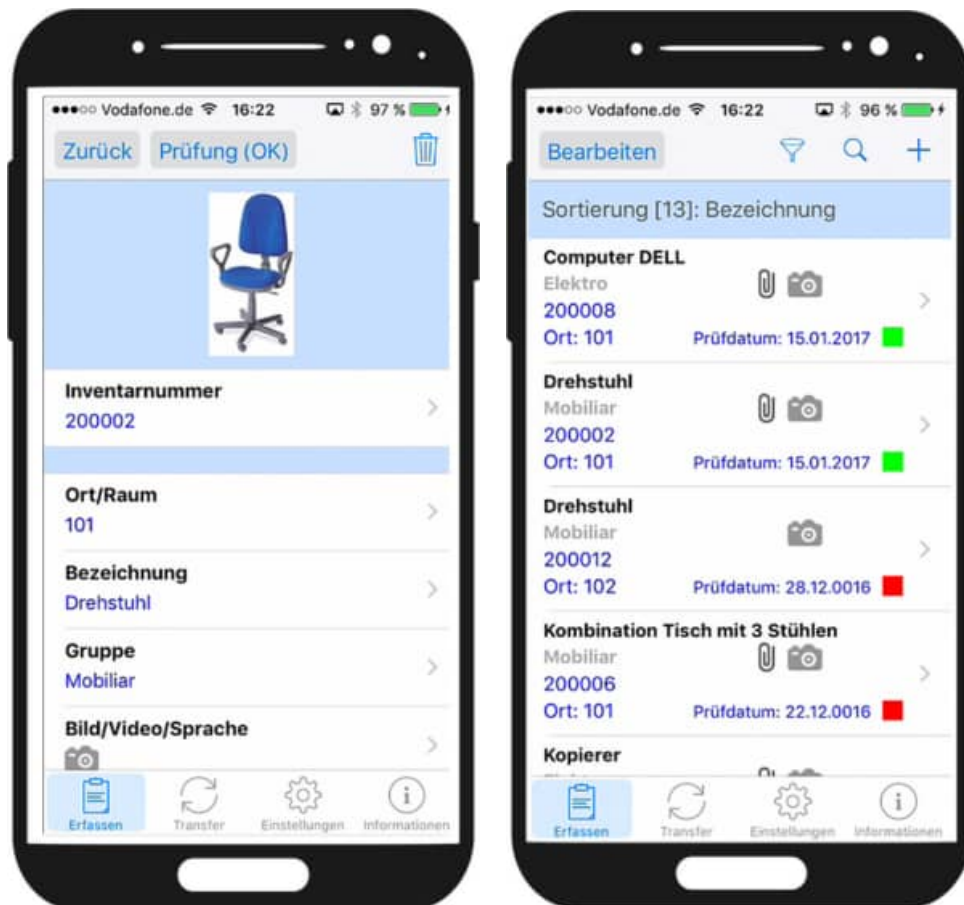 Vodafone.de 16:22 97 %
Zurück Prüfung (OK)
Inventarnummer
200002
Ort/Raum
101
Bezeichnung
Drehstuhl
Gruppe
Mobiliar
Bild/Video/Sprache
Erfassen Transfer Einstellungen Informationen
Vodafone.de 16:22 96 %
Bearbeiten
Sortierung [13]: Bezeichnung
Computer DELL
Elektro
200008
Ort: 101 Prüfdatum: 15.01.2017
Drehstuhl
Mobiliar
200002
Ort: 101 Prüfdatum: 15.01.2017
Drehstuhl
Mobiliar
200012
Ort: 102 Prüfdatum: 28.12.0016
Kombination Tisch mit 3 Stühlen
Mobiliar
200006
Ort: 101 Prüfdatum: 22.12.0016
Kopierer
Erfassen Transfer Einstellungen Informationen